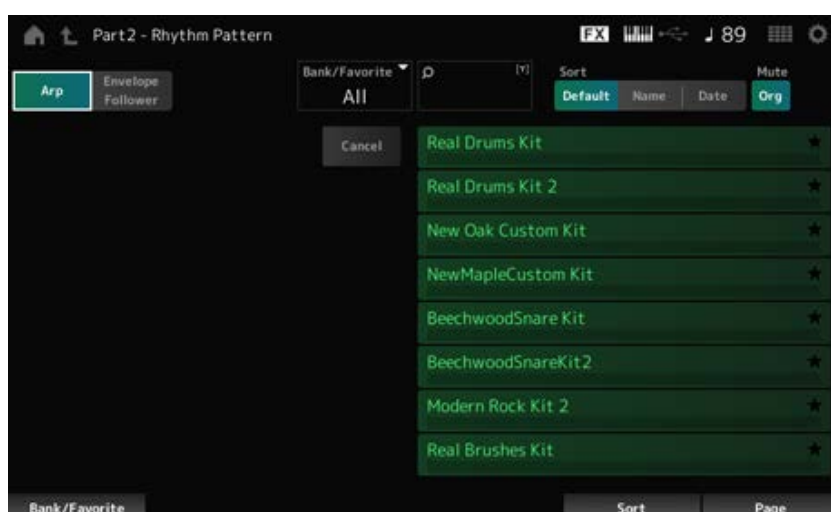 Part2 - Rhythm Pattern
FX
♩ 89
Arp
Envelope
Follower
Bank/Favorite
All
[Y]
Sort
Default Name Date
Mute
Org
Cancel
Real Drums Kit
Real Drums Kit 2
New Oak Custom Kit
NewMapleCustom Kit
BeechwoodSnare Kit
BeechwoodSnareKit2
Modern Rock Kit 2
Real Brushes Kit
Bank/Favorite
Sort
Page